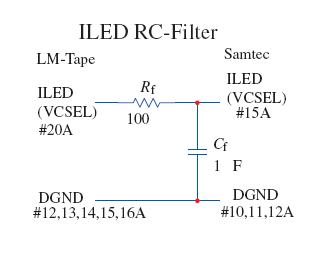 ILED RC-Filter
LM-Tape
Samtec
ILED
(VCSEL)
#20A
Rf
100
ILED
(VCSEL)
#15A
Cf
1 F
DGND
#12,13,14,15,16A
DGND
#10,11,12A